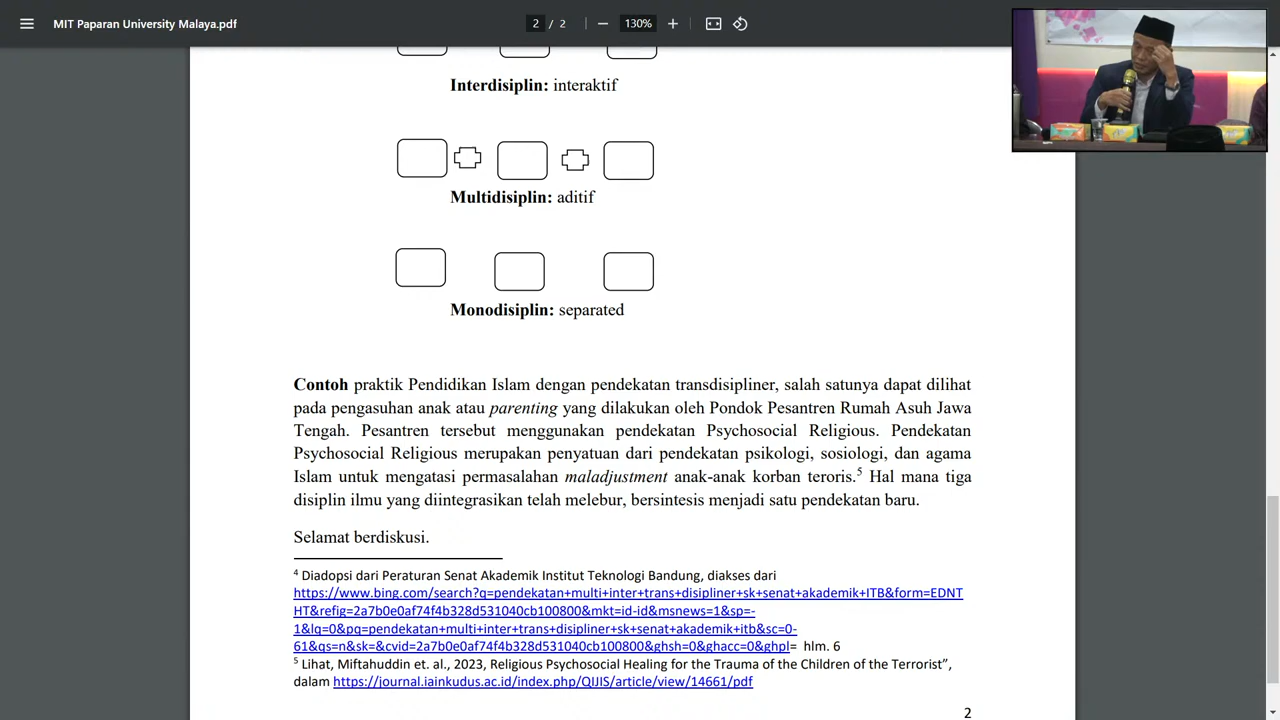 MIT Paparan University Malaya.pdf
2 / 2
130%
Interdisiplin: interaktif
Multidisiplin: aditif
Monodisiplin: separated
Contoh praktik Pendidikan Islam dengan pendekatan transdisipliner, salah satunya dapat dilihat
pada pengasuhan anak atau parenting yang dilakukan oleh Pondok Pesantren Rumah Asuh Jawa
Tengah. Pesantren tersebut menggunakan pendekatan Psychosocial Religious. Pendekatan
Psychosocial Religious merupakan penyatuan dari pendekatan psikologi, sosiologi, dan agama
Islam untuk mengatasi permasalahan maladjustment anak-anak korban teroris.5 Hal mana tiga
disiplin ilmu yang diintegrasikan telah melebur, bersintesis menjadi satu pendekatan baru.
Selamat berdiskusi.
4 Diadopsi dari Peraturan Senat Akademik Institut Teknologi Bandung, diakses dari
https://www.bing.com/search?q=pendekatan+multi+inter+trans+disipliner+sk+senat+akademik+ITB&form=EDNT
HT&refig=2a7b0e0af74f4b328d531040cb100800&mkt=id-id&msnews=1&sp=-
1&lq=0&pq=pendekatan+multi+inter+trans+disipliner+sk+senat+akademik+itb&sc=0-
61&qs=n&sk=&cvid=2a7b0e0af74f4b328d531040cb100800&ghsh=0&ghacc=0&ghpl= hlm. 6
5 Lihat, Miftahuddin et. al., 2023, Religious Psychosocial Healing for the Trauma of the Children of the Terrorist”,
dalam https://journal.iainkudus.ac.id/index.php/QIJIS/article/view/14661/pdf
2